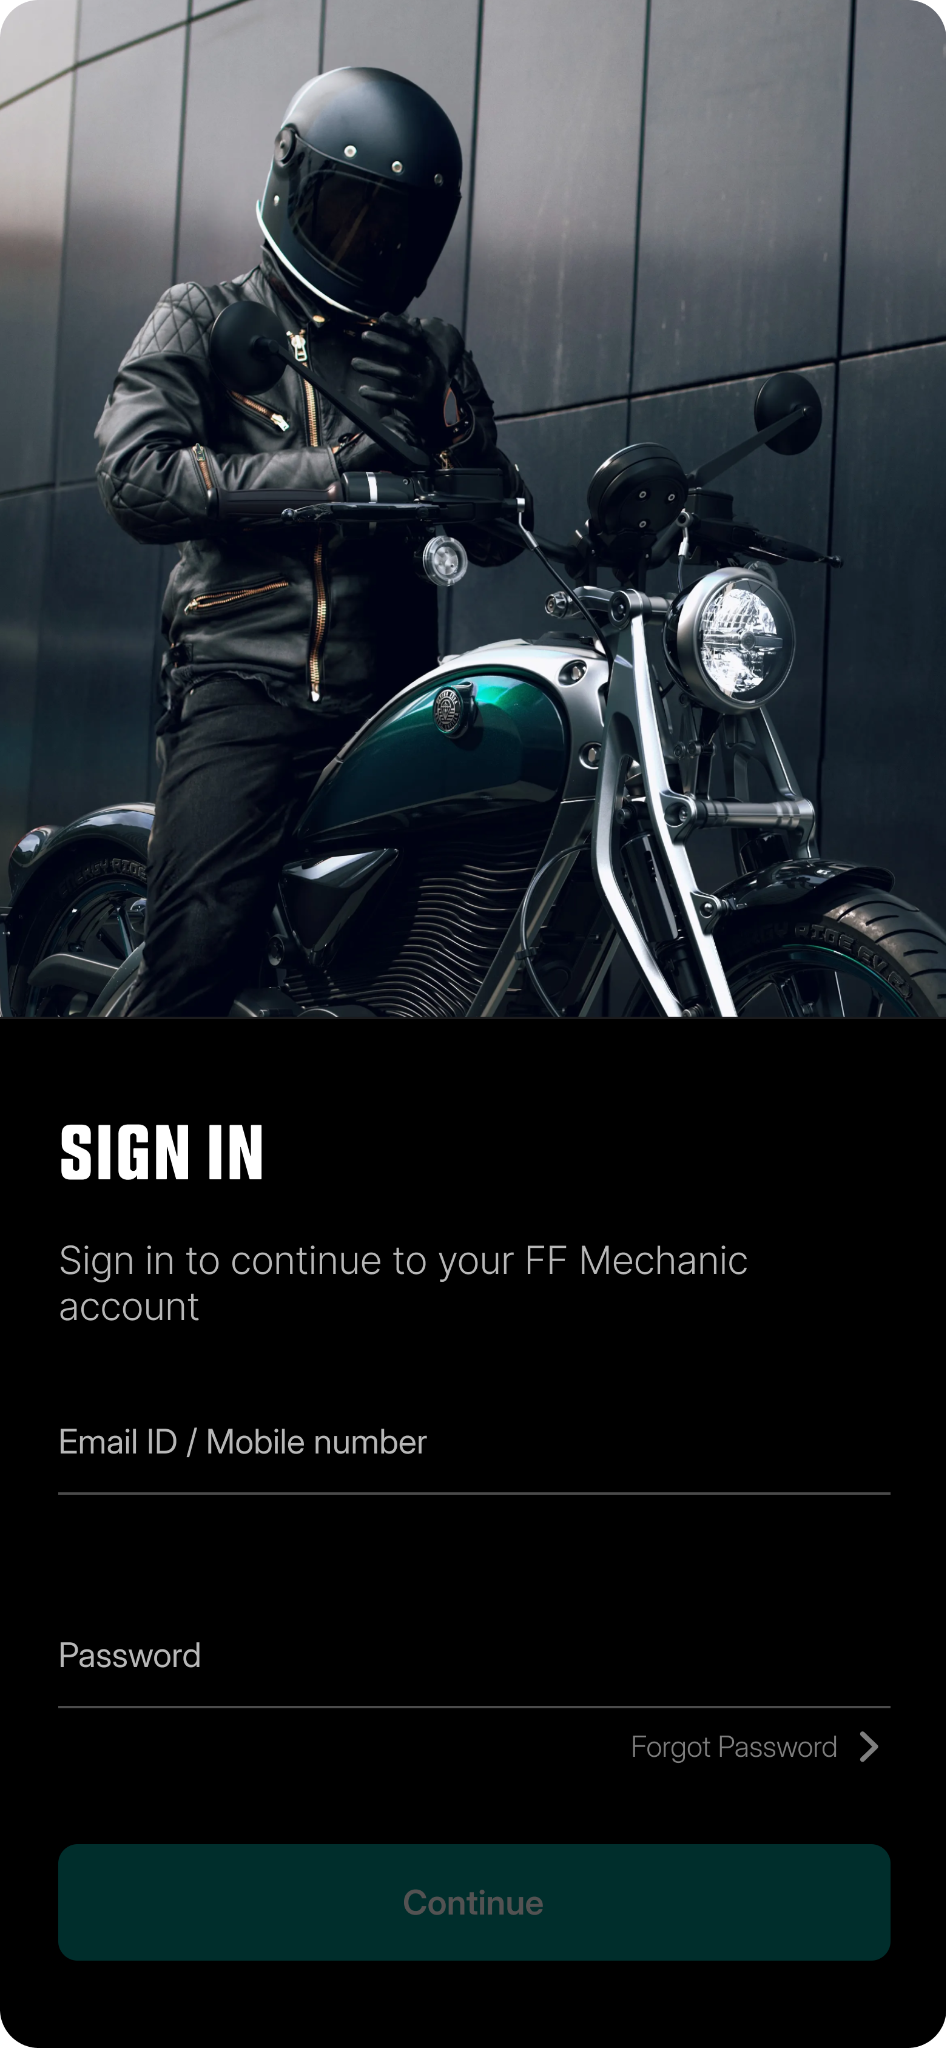 SIGN IN
Sign in to continue to your FF Mechanic
account
Email ID / Mobile number
Password
Forgot Password
Continue